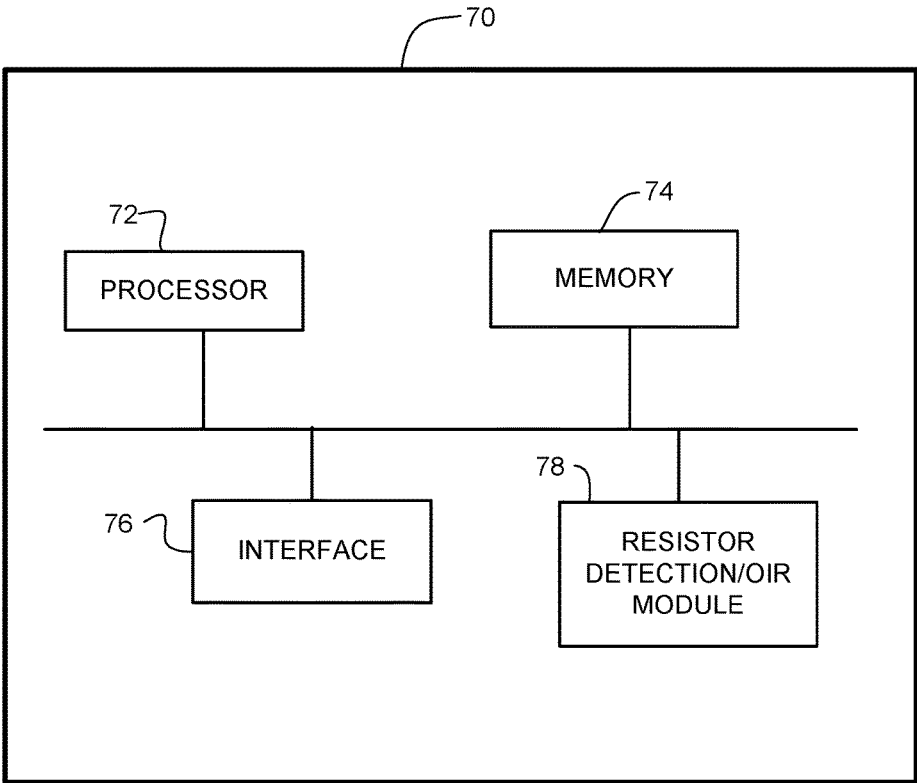 70
72
74
PROCESSOR
MEMORY
76
78
INTERFACE
RESISTOR
DETECTION/OIR
MODULE